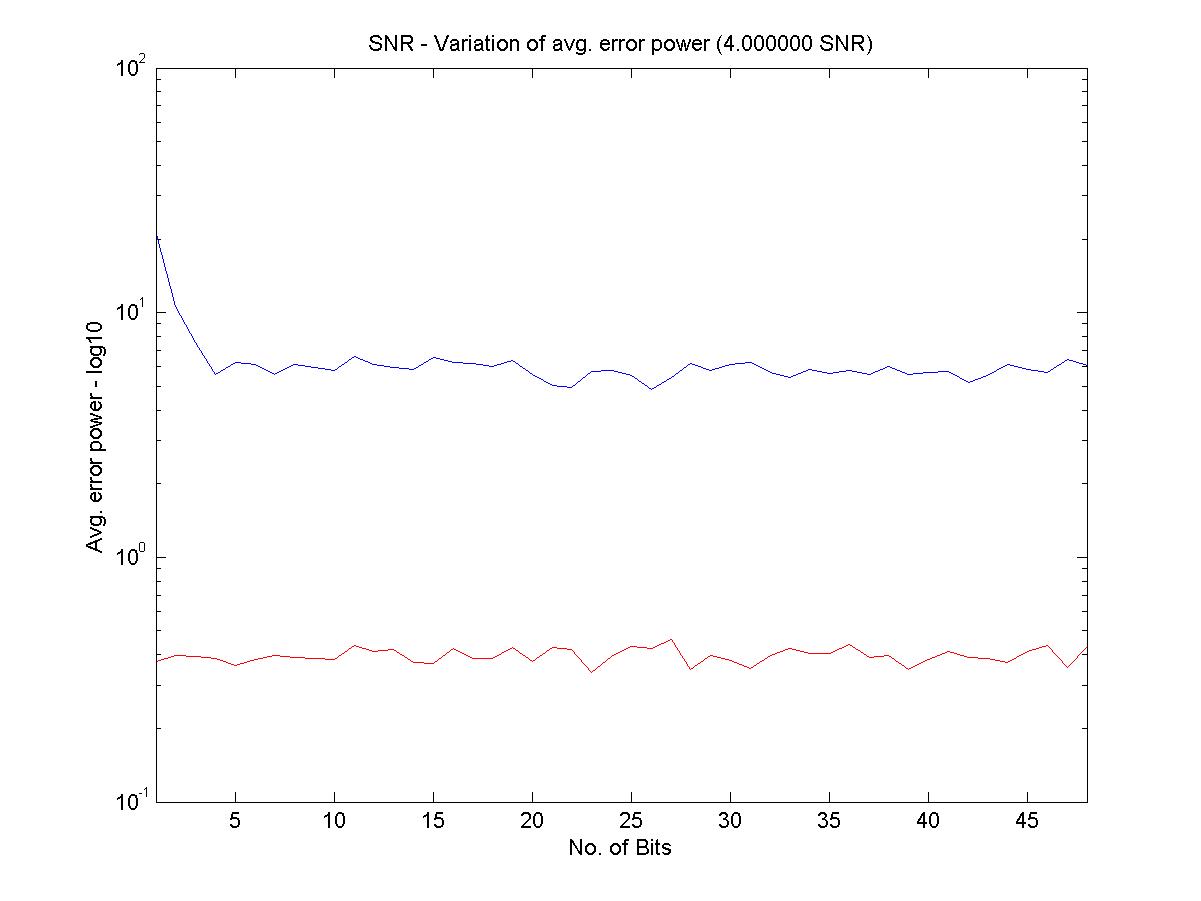 SNR - Variation of avg. error power (4.000000 SNR)
10^2
10^1
10^0
10^-1
Avg. error power - log10
5 10 15 20 25 30 35 40 45
No. of Bits